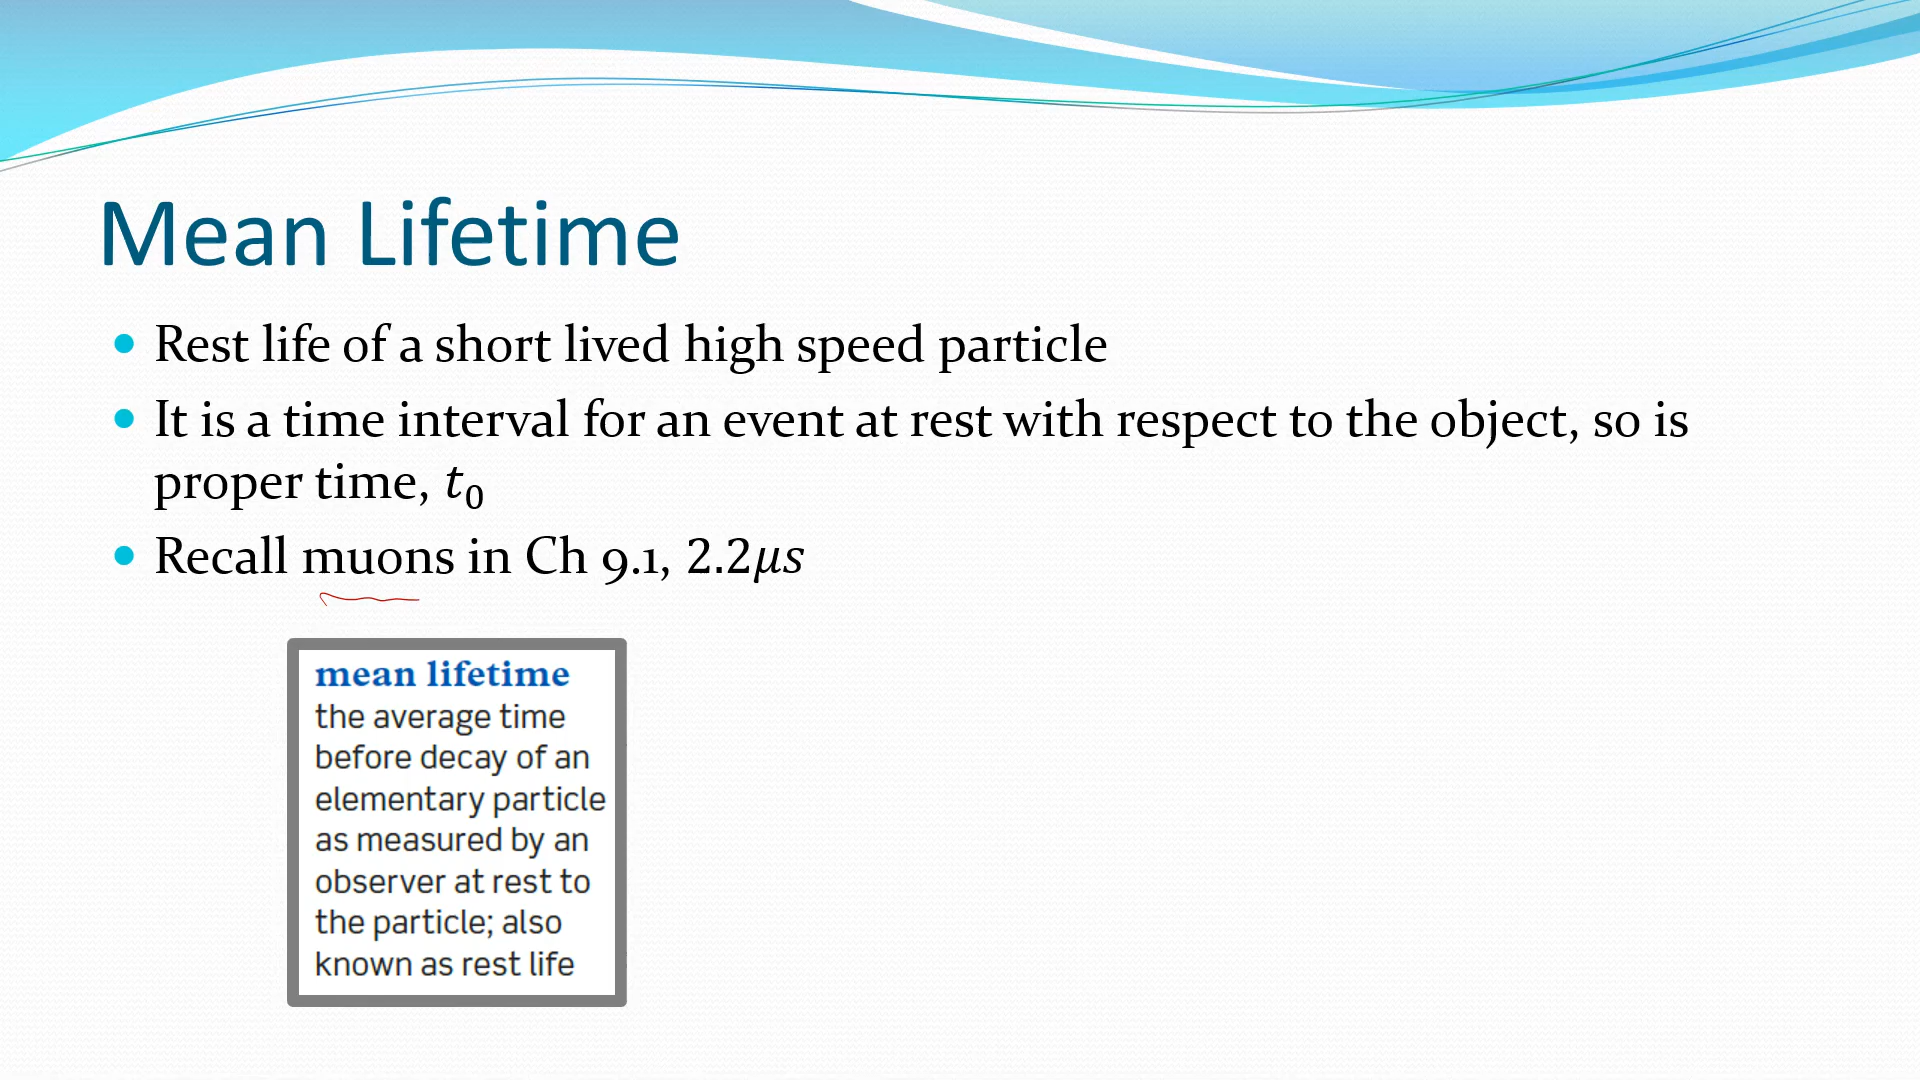 Mean Lifetime
• Rest life of a short lived high speed particle
• It is a time interval for an event at rest with respect to the object, so is
proper time, t₀
• Recall muons in Ch 9.1, 2.2μs
mean lifetime
the average time
before decay of an
elementary particle
as measured by an
observer at rest to
the particle; also
known as rest life